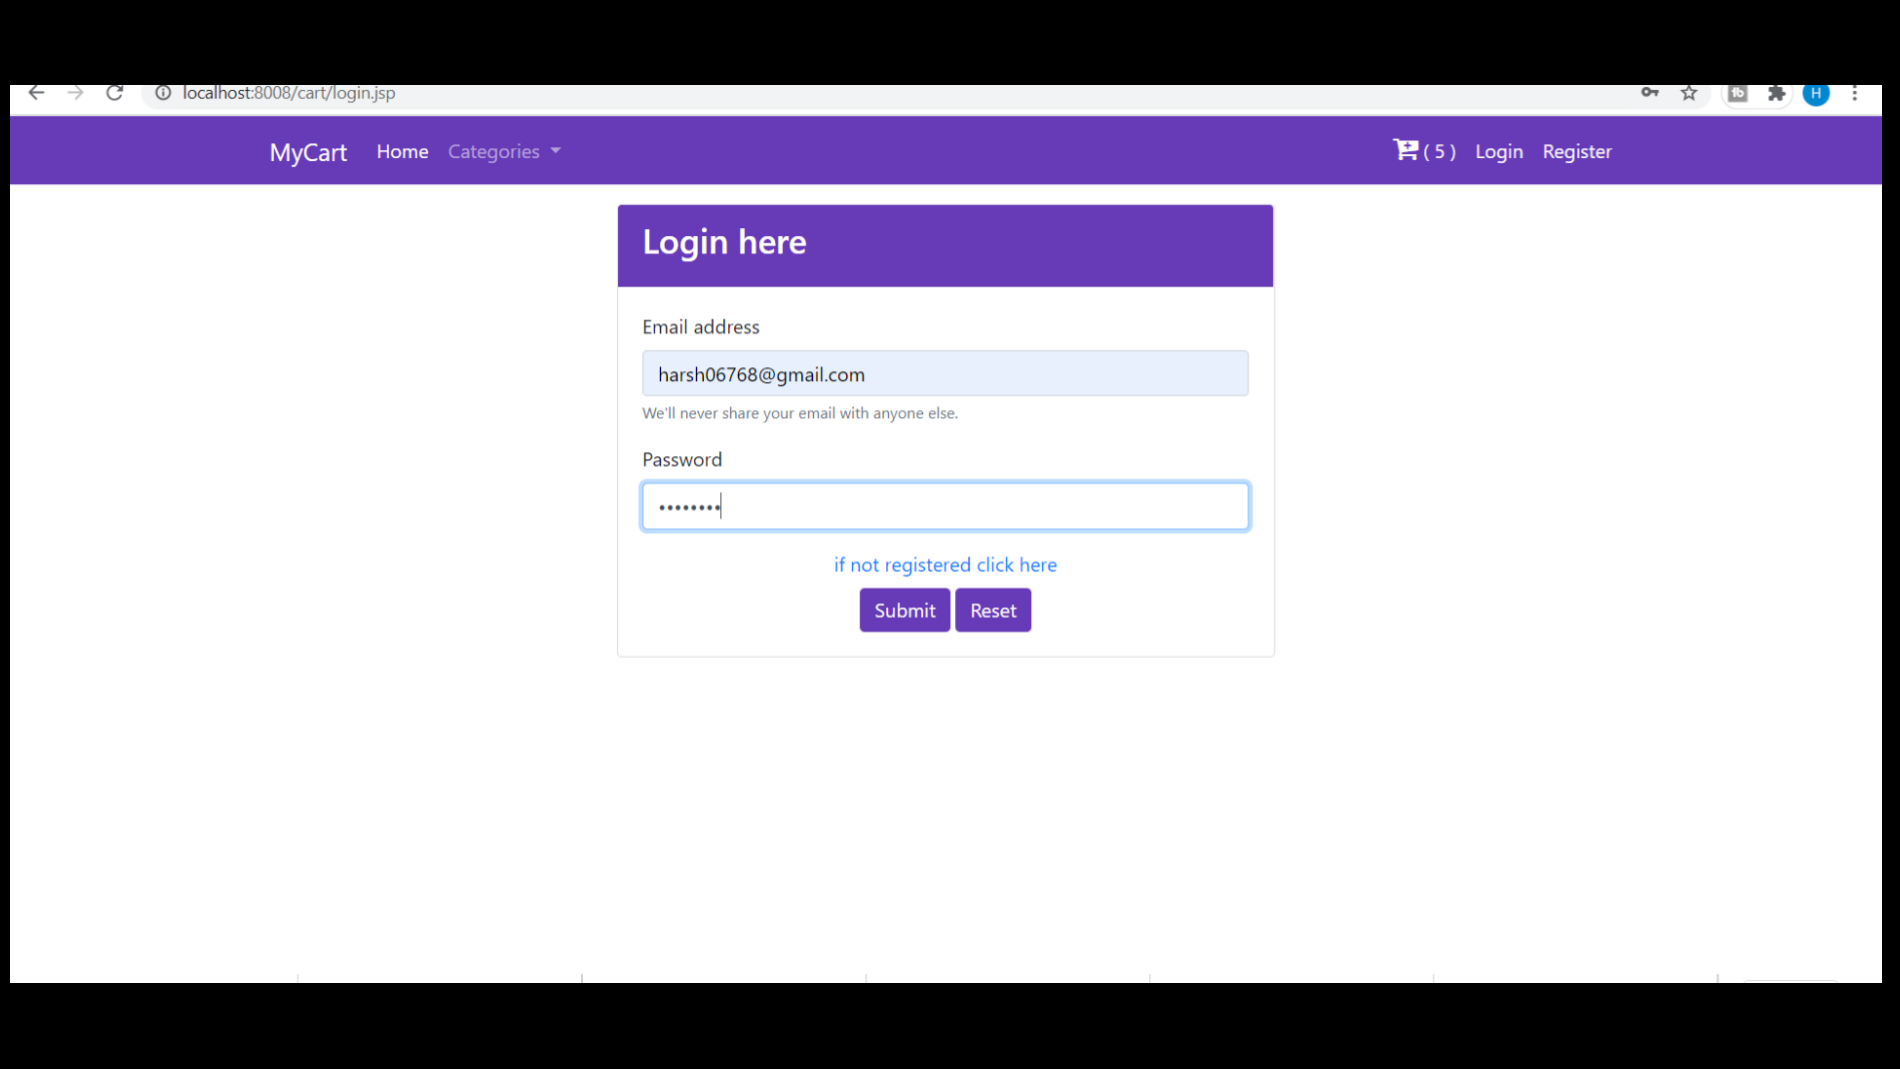 localhost:8008/cart/login.jsp
H
MyCart Home Categories ( 5 ) Login Register
Login here
Email address
harsh06768@gmail.com
We'll never share your email with anyone else.
Password
••••••••
if not registered click here
Submit Reset